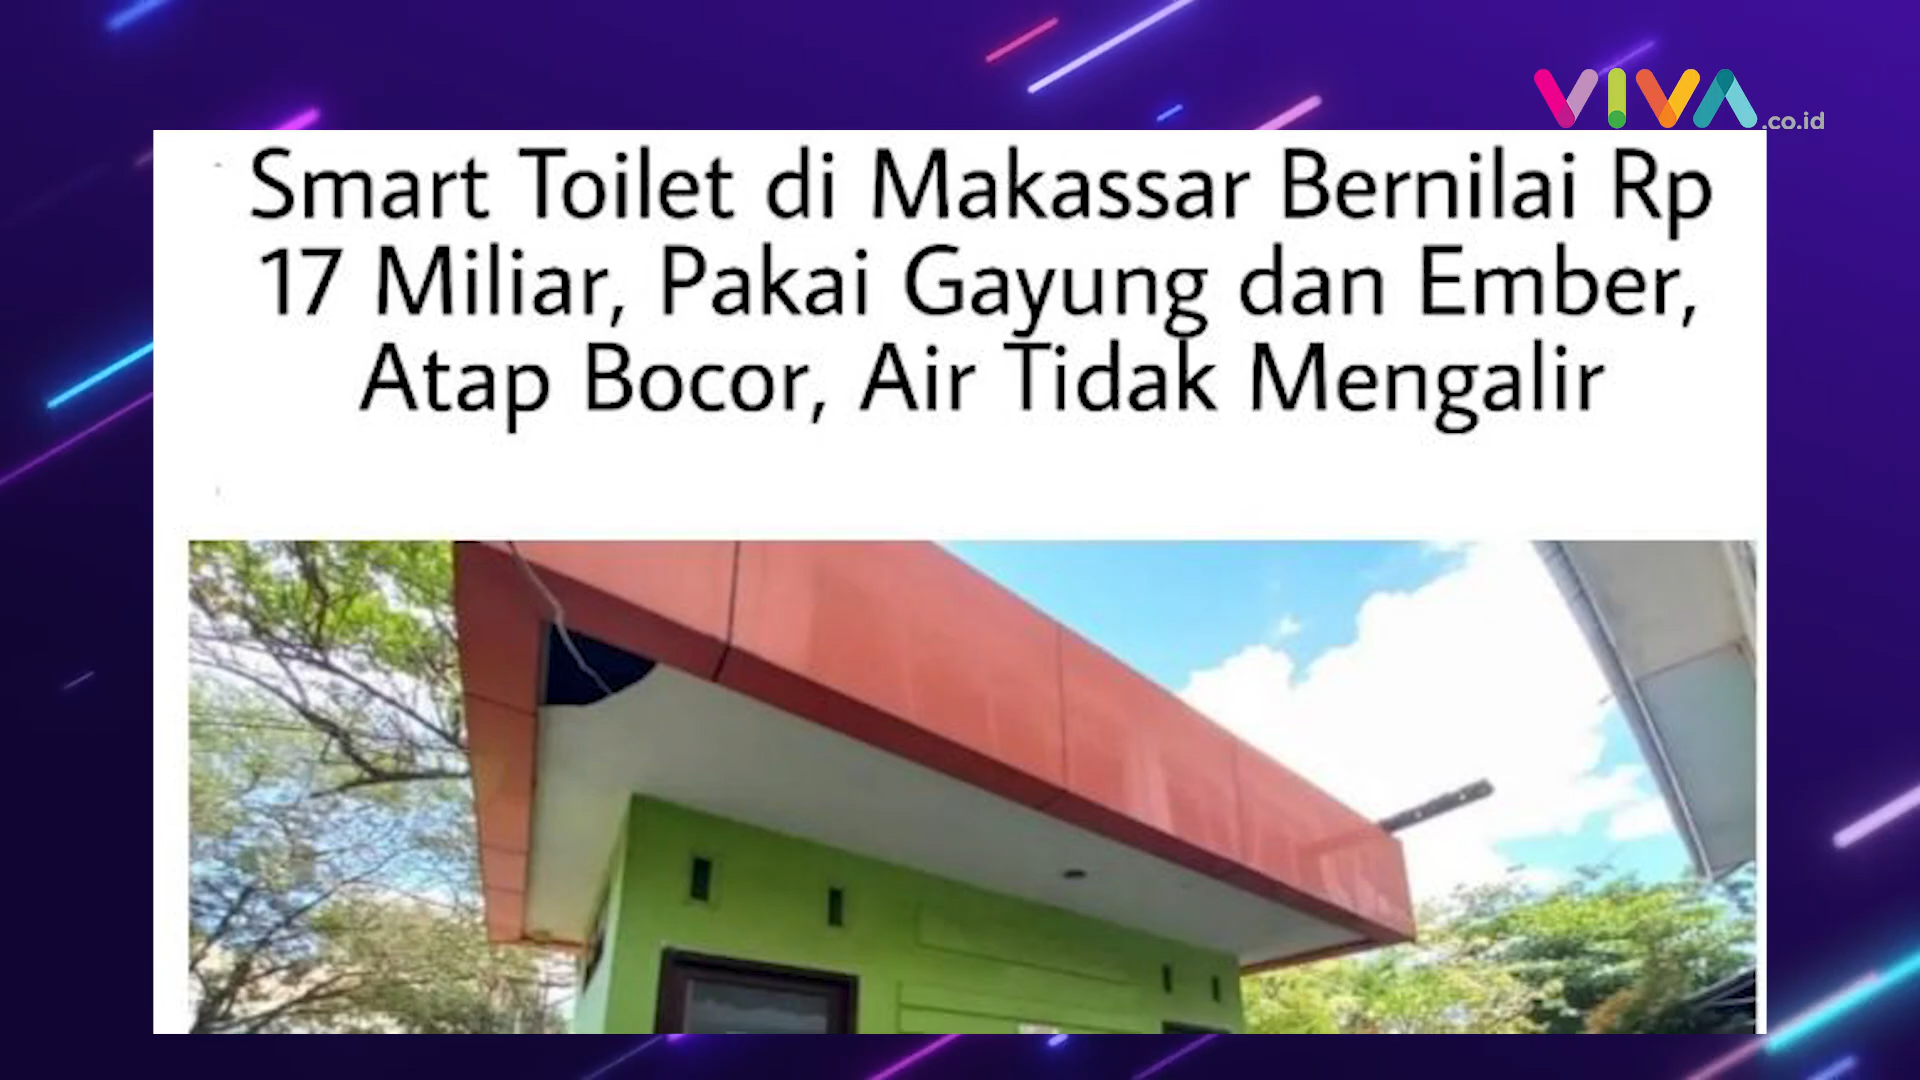 VIVA.co.id
Smart Toilet di Makassar Bernilai Rp
17 Miliar, Pakai Gayung dan Ember,
Atap Bocor, Air Tidak Mengalir